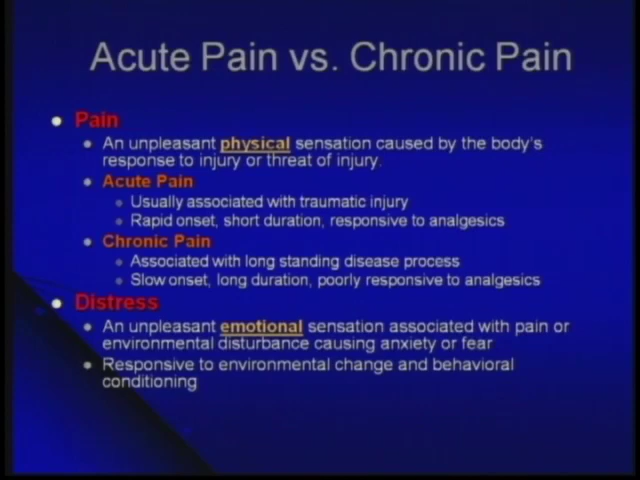 Acute Pain vs. Chronic Pain
Pain
An unpleasant physical sensation caused by the body's
response to injury or threat of injury.
Acute Pain
Usually associated with traumatic injury
Rapid onset, short duration, responsive to analgesics
Chronic Pain
Associated with long standing disease process
Slow onset, long duration, poorly responsive to analgesics
Distress
An unpleasant emotional sensation associated with pain or
environmental disturbance causing anxiety or fear
Responsive to environmental change and behavioral
conditioning